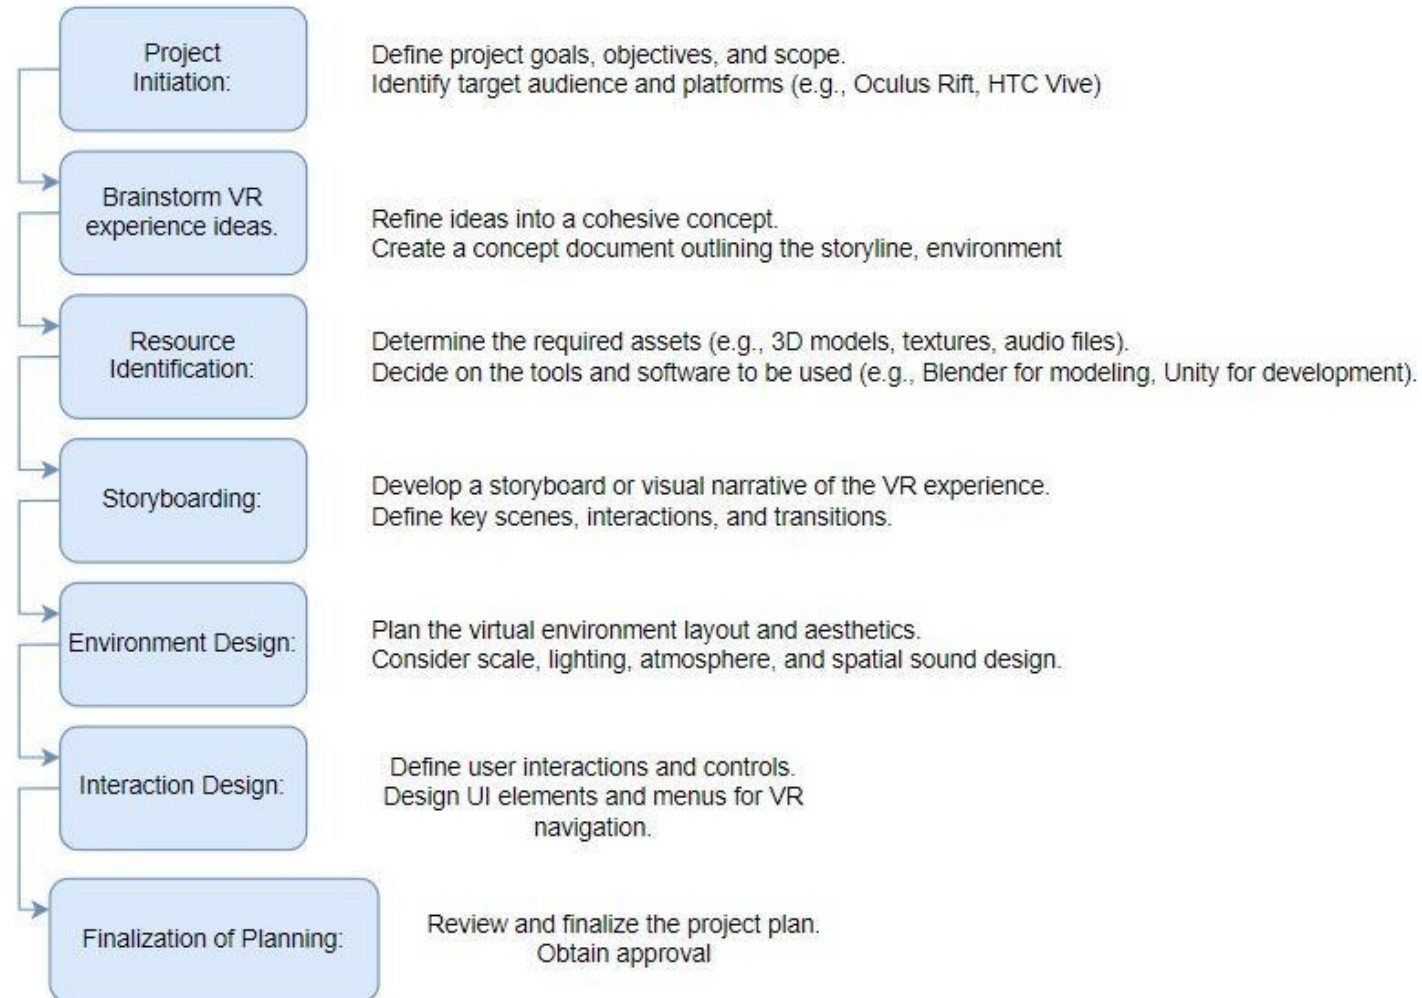 Project
Initiation:
Define project goals, objectives, and scope.
Identify target audience and platforms (e.g., Oculus Rift, HTC Vive)
Brainstorm VR
experience ideas.
Refine ideas into a cohesive concept.
Create a concept document outlining the storyline, environment
Resource
Identification:
Determine the required assets (e.g., 3D models, textures, audio files).
Decide on the tools and software to be used (e.g., Blender for modeling, Unity for development).
Storyboarding:
Develop a storyboard or visual narrative of the VR experience.
Define key scenes, interactions, and transitions.
Environment Design:
Plan the virtual environment layout and aesthetics.
Consider scale, lighting, atmosphere, and spatial sound design.
Interaction Design:
Define user interactions and controls.
Design UI elements and menus for VR
navigation.
Finalization of Planning:
Review and finalize the project plan.
Obtain approval